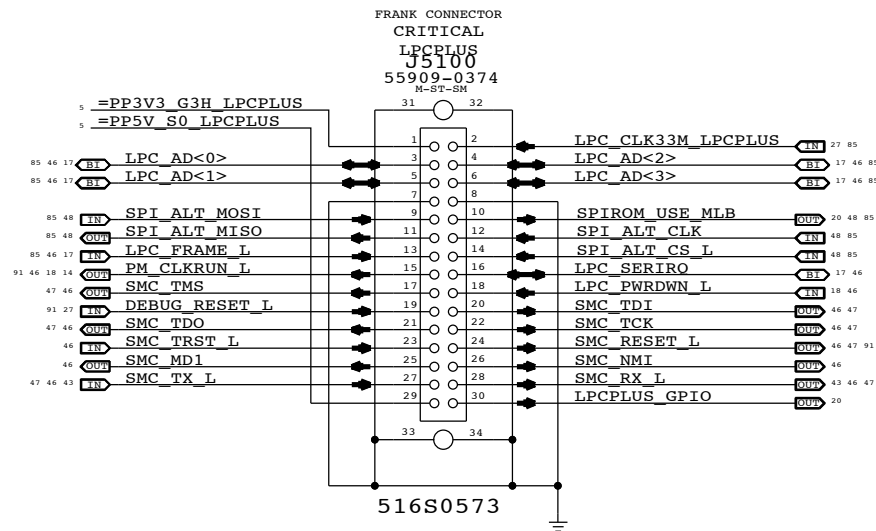 FRANK CONNECTOR
CRITICAL
LPCPLUS
J5100
55909-0374
M-ST-SM
31 32
5 =PP3V3_G3H_LPCPLUS
5 =PP5V_S0_LPCPLUS
1 2 LPC_CLK33M_LPCPLUS IN 27 85
85 46 17 BI LPC_AD<0> 3 4 LPC_AD<2> BI 17 46 85
85 46 17 BI LPC_AD<1> 5 6 LPC_AD<3> BI 17 46 85
7 8
85 48 IN SPI_ALT_MOSI 9 10 SPIROM_USE_MLB OUT 20 48 85
85 48 OUT SPI_ALT_MISO 11 12 SPI_ALT_CLK IN 48 85
85 46 17 IN LPC_FRAME_L 13 14 SPI_ALT_CS_L IN 48 85
91 46 18 14 OUT PM_CLKRUN_L 15 16 LPC_SERIRQ BI 17 46
47 46 OUT SMC_TMS 17 18 LPC_PWRDWN_L IN 18 46
91 27 IN DEBUG_RESET_L 19 20 SMC_TDI OUT 46 47
47 46 OUT SMC_TDO 21 22 SMC_TCK OUT 46 47
46 IN SMC_TRST_L 23 24 SMC_RESET_L OUT 46 47 91
46 OUT SMC_MD1 25 26 SMC_NMI OUT 46
47 46 43 IN SMC_TX_L 27 28 SMC_RX_L OUT 43 46 47
29 30 LPCPLUS_GPIO OUT 20
33 34
516S0573